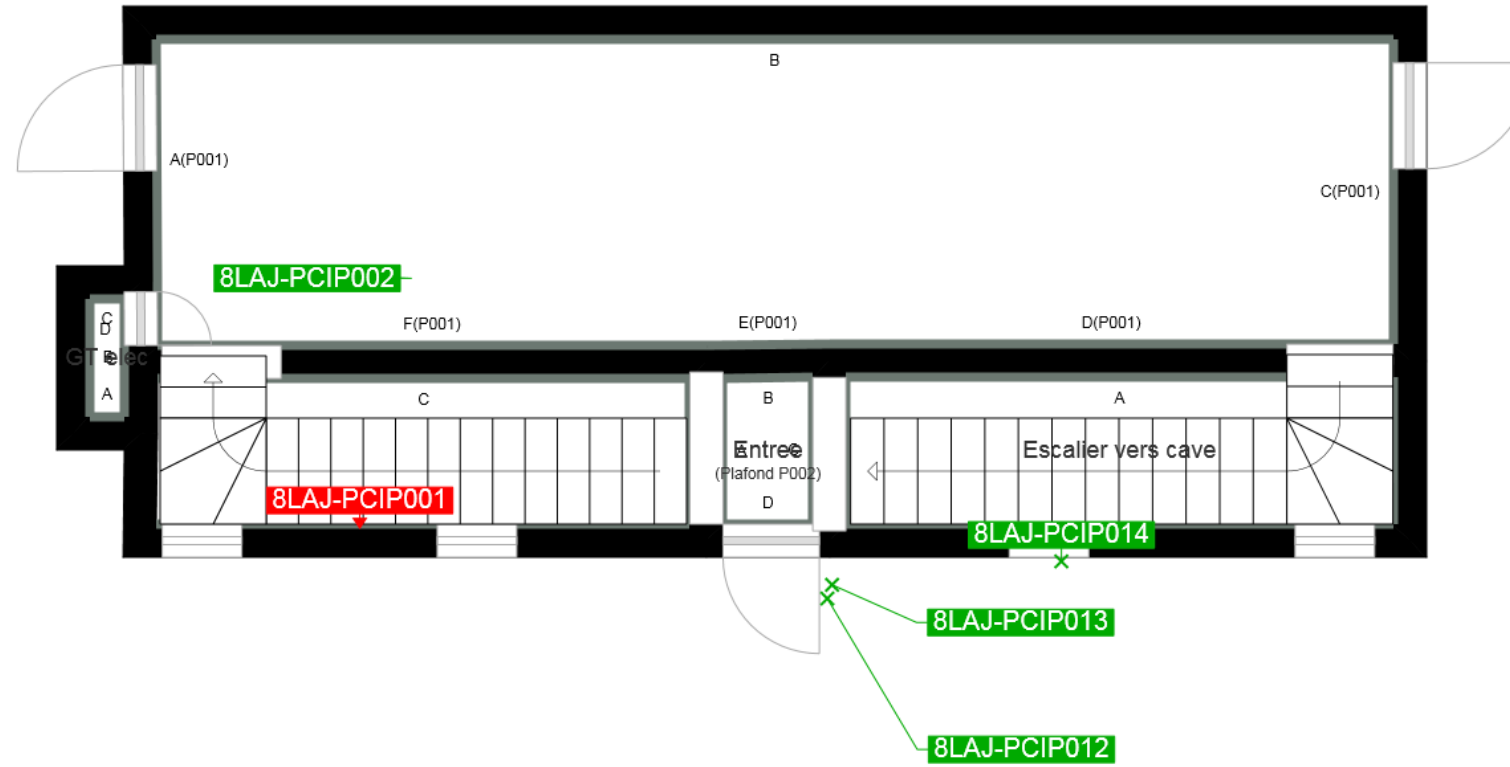 B
A(P001)
C(P001)
8LAJ-PCIP002
F(P001)
E(P001)
D(P001)
C
D
B
GT elec
A
C
B
A
A
C
Entree
(Plafond P002)
D
Escalier vers cave
8LAJ-PCIP001
8LAJ-PCIP014
8LAJ-PCIP013
8LAJ-PCIP012